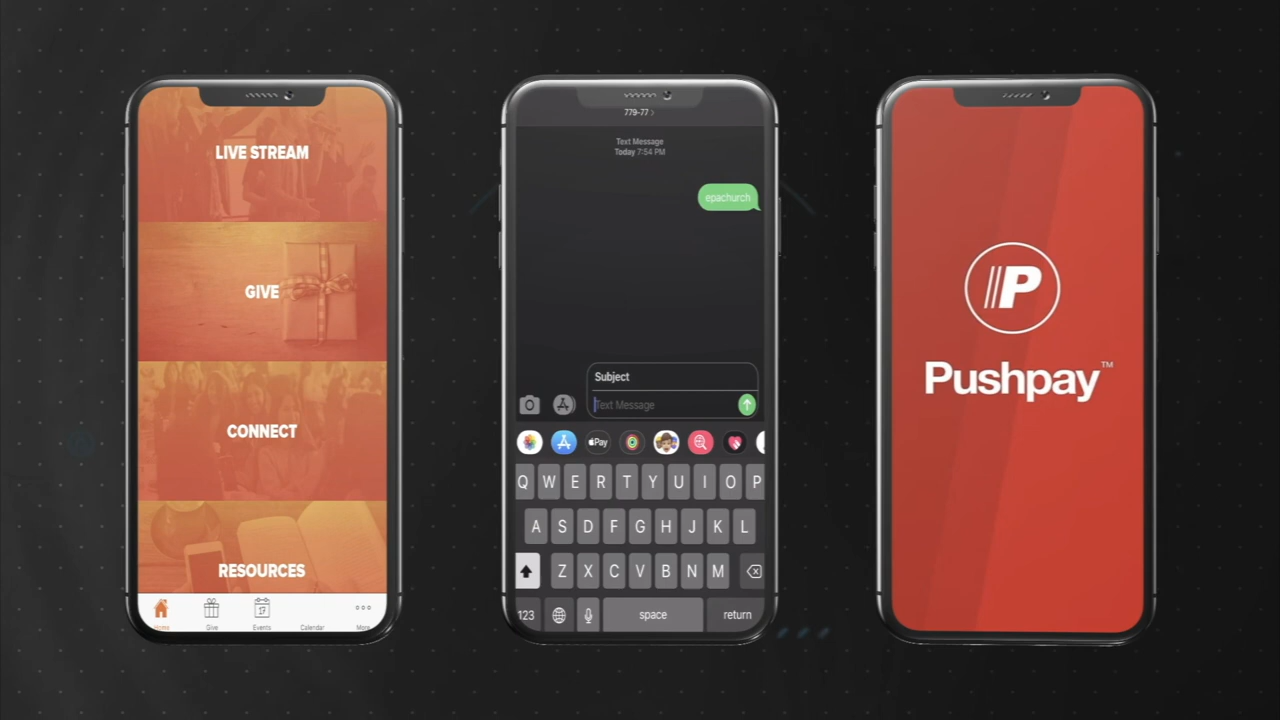 LIVE STREAM
GIVE
CONNECT
RESOURCES
Home
Give
Events
Calendar
More
17
779-77 >
Text Message
Today 7:54 PM
epachurch
Subject
Text Message
Pay
Q W E R T Y U I O P
A S D F G H J K L
Z X C V B N M
123
space
return
P
Pushpay™